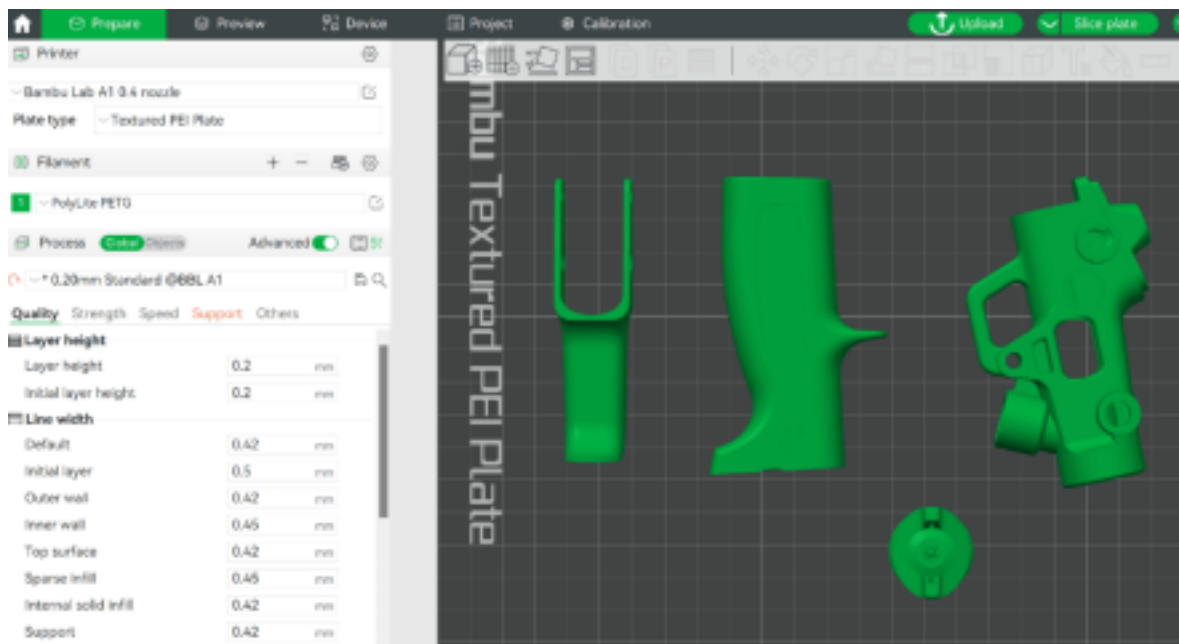 Prepare Preview Device Project Calibration Upload Slice plate
Printer
Bambu Lab A1 0.4 nozzle
Plate type Textured PEI Plate
Filament
1 PolyLite PETG
Process Global Objects Advanced
* 0.20mm Standard @BBL A1
Quality Strength Speed Support Others
Layer height
Layer height 0.2 mm
Initial layer height 0.2 mm
Line width
Default 0.42 mm
Initial layer 0.5 mm
Outer wall 0.42 mm
Inner wall 0.45 mm
Top surface 0.42 mm
Sparse infill 0.45 mm
Internal solid infill 0.42 mm
Support 0.42 mm
mbu Textured PEI Plate